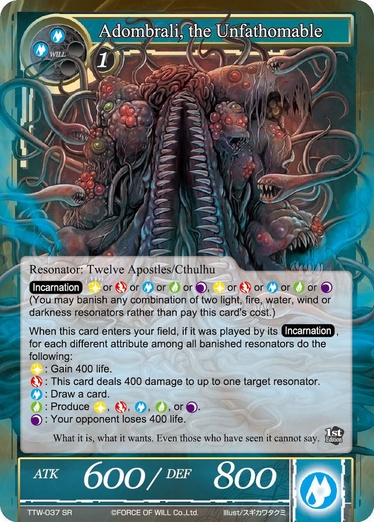 Adombrali, the Unfathomable
WILL
1
Resonator: Twelve Apostles/Cthulhu
Incarnation or or or or , or or or or
(You may banish any combination of two light, fire, water, wind or
darkness resonators rather than pay this card's cost.)
When this card enters your field, if it was played by its Incarnation ,
for each different attribute among all banished resonators do the
following:
: Gain 400 life.
: This card deals 400 damage to up to one target resonator.
: Draw a card.
: Produce , , , , or .
: Your opponent loses 400 life.
1st
Edition
What it is, what it wants. Even those who have seen it cannot say.
ATK 600/ DEF 800
TTW-037 SR ©FORCE OF WILL Co.,Ltd. Illust/スギカワタクミ